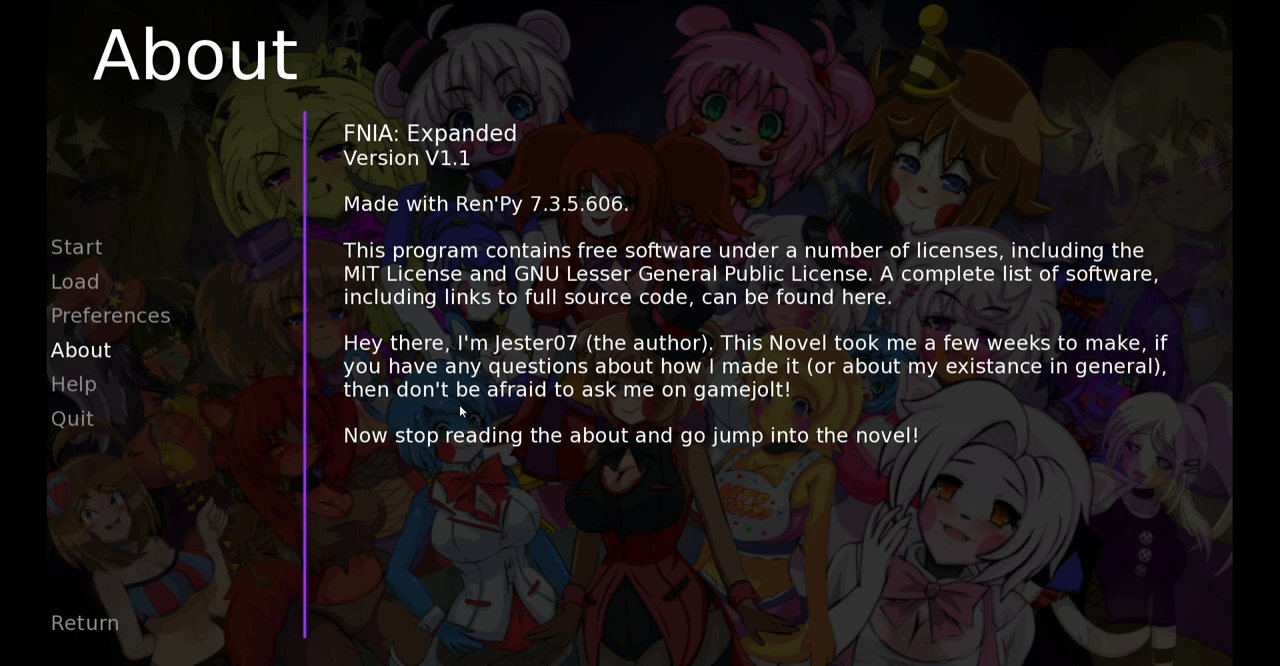 About
FNIA: Expanded
Version V1.1
Made with Ren'Py 7.3.5.606.
This program contains free software under a number of licenses, including the
MIT License and GNU Lesser General Public License. A complete list of software,
including links to full source code, can be found here.
Hey there, I'm Jester07 (the author). This Novel took me a few weeks to make, if
you have any questions about how I made it (or about my existance in general),
then don't be afraid to ask me on gamejolt!
Now stop reading the about and go jump into the novel!
Start
Load
Preferences
About
Help
Quit
Return